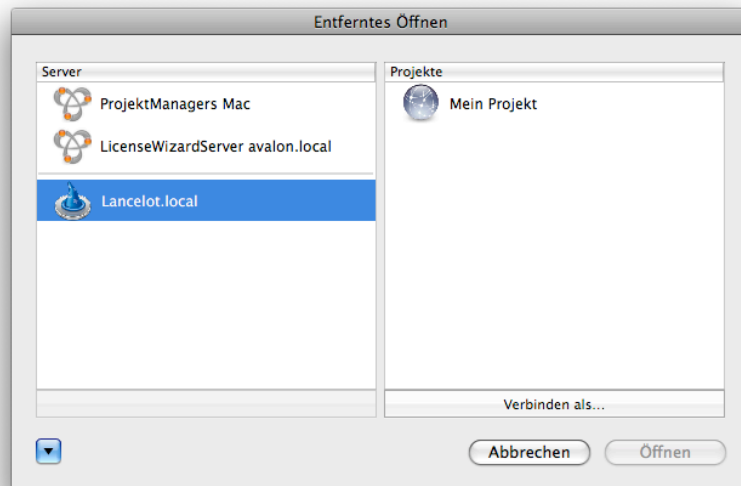 Entferntes Öffnen
Server
ProjektManagers Mac
LicenseWizardServer avalon.local
Lancelot.local
Projekte
Mein Projekt
Verbinden als...
Abbrechen
Öffnen